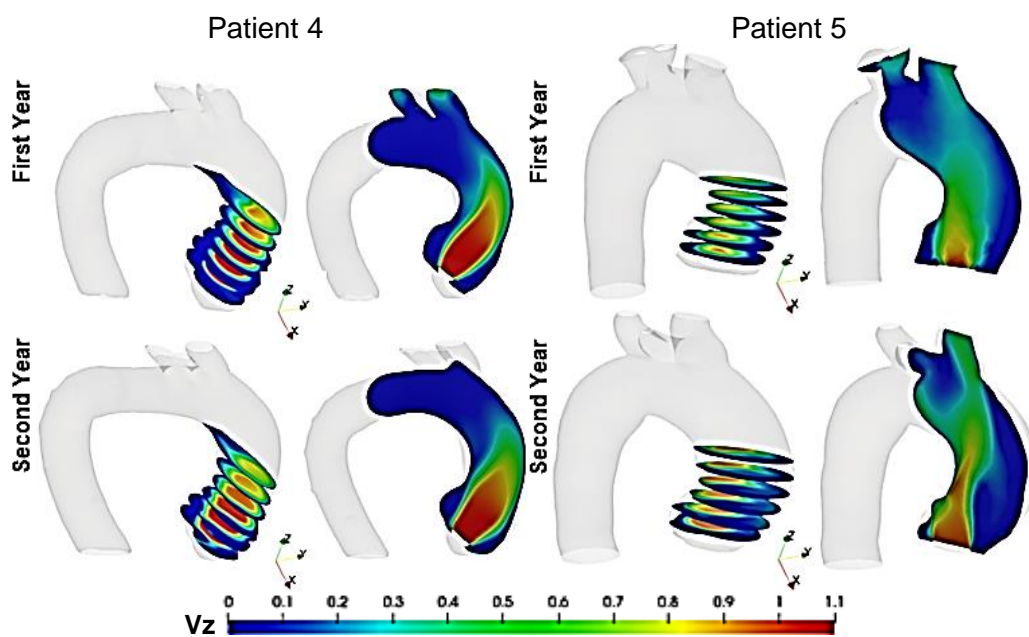 Patient 4
Patient 5
First Year
First Year
Z
Y
X
Z
Y
X
Second Year
Second Year
Z
Y
X
Z
Y
X
0 0.1 0.2 0.3 0.4 0.5 0.6 0.7 0.8 0.9 1 1.1
Vz